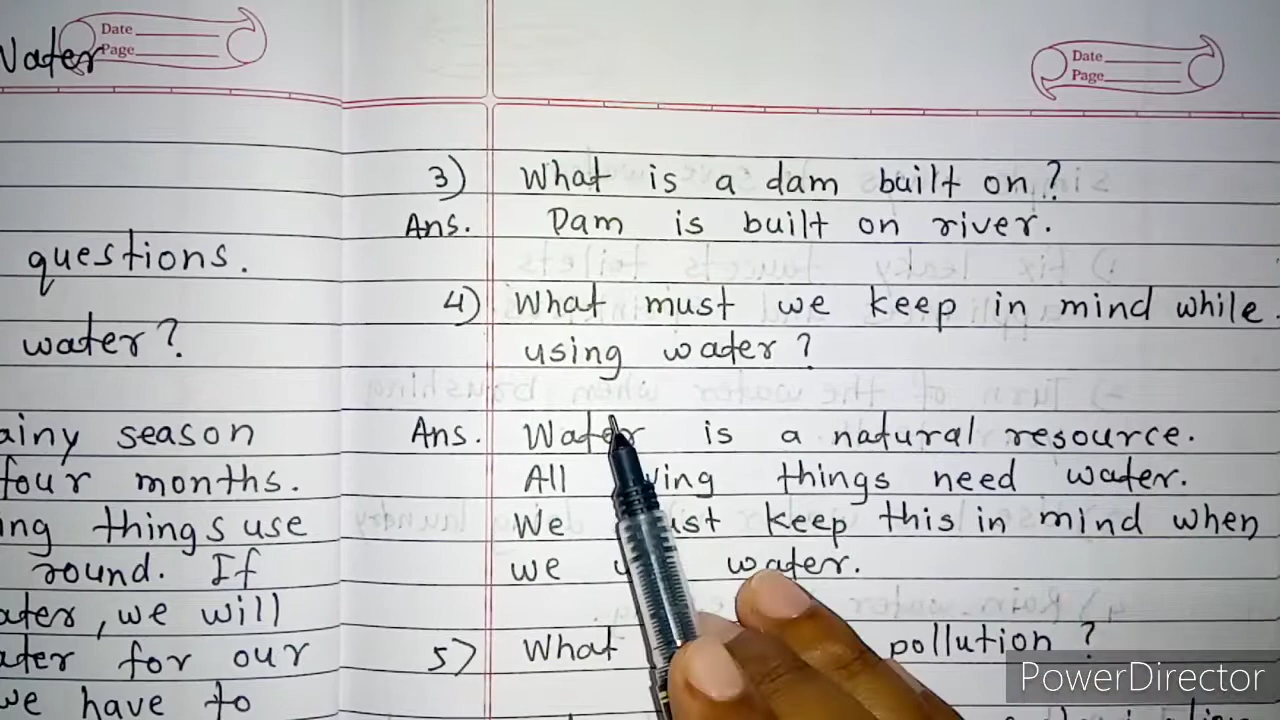 Water
Date
Page
questions.
water?
ainy season
four months.
ing things use
round. If
ater, we will
ater for our
we have to
Date
Page
3) What is a dam built on?
Ans. Dam is built on river.
4) What must we keep in mind while
using water?
Ans. Water is a natural resource.
All ving things need water.
We ust keep this in mind when
we u water.
5) What pollution?
PowerDirector